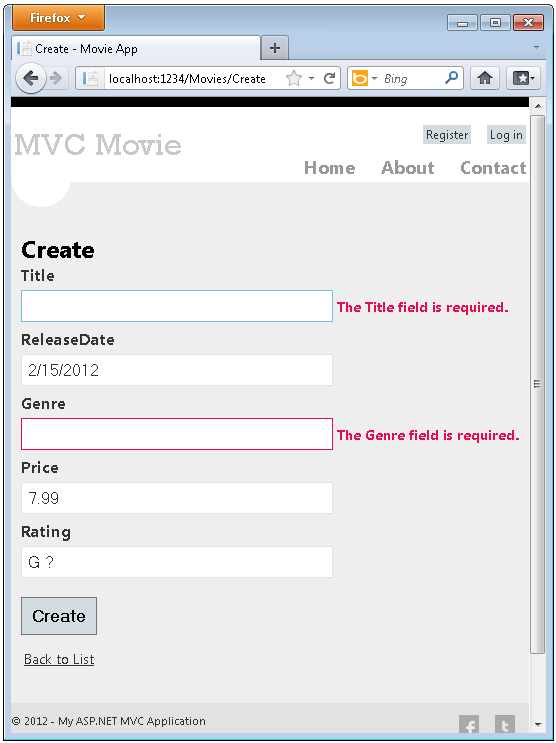 Firefox
Create - Movie App
localhost:1234/Movies/Create
Bing
Register Log in
MVC Movie
Home About Contact
Create
Title
The Title field is required.
ReleaseDate
2/15/2012
Genre
The Genre field is required.
Price
7.99
Rating
G ?
Create
Back to List
© 2012 - My ASP.NET MVC Application